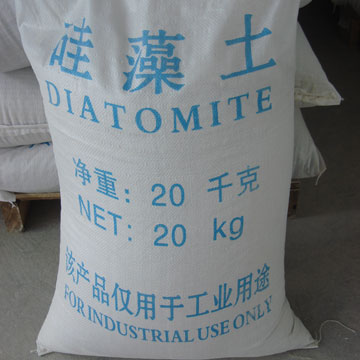 硅藻土
DIATOMITE
净重: 20 千克
NET: 20 kg
该产品仅用于工业用途
FOR INDUSTRIAL USE ONLY